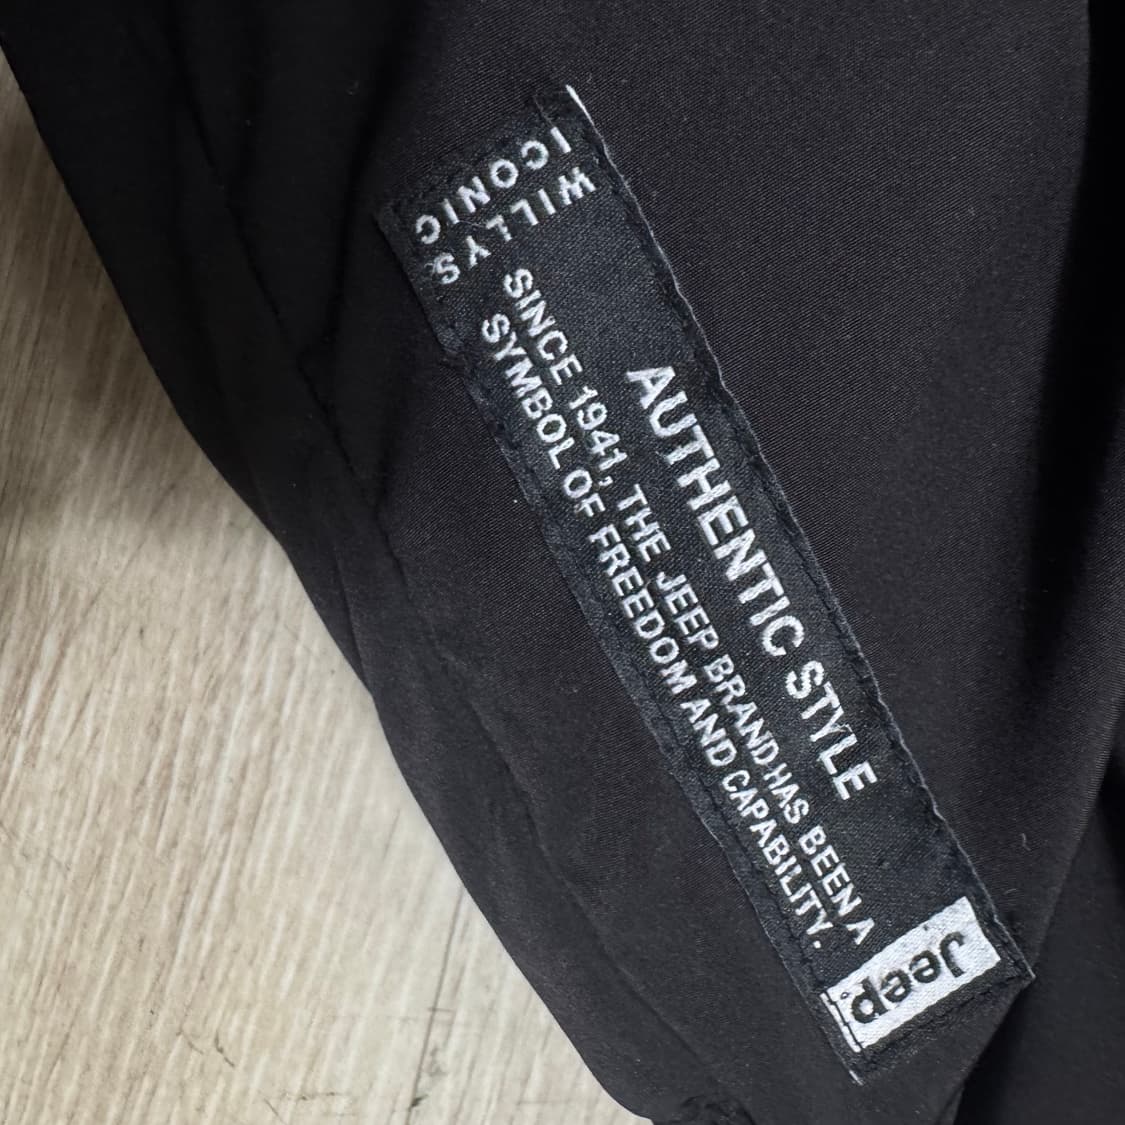 WILLYS
ICONIC
AUTHENTIC STYLE
SINCE 1941, THE JEEP BRAND HAS BEEN A
SYMBOL OF FREEDOM AND CAPABILITY.
Jeep